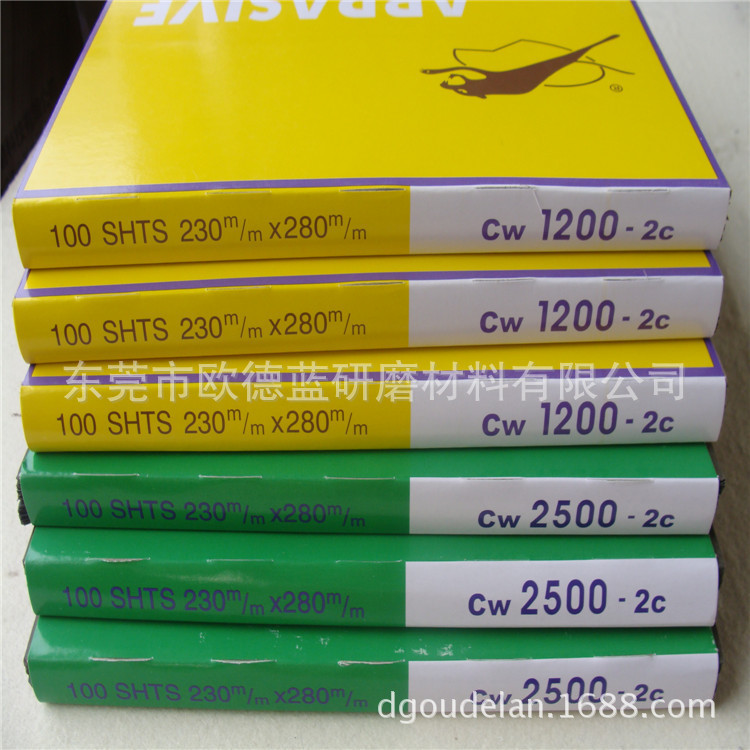 ABRASIVE
®
100 SHTS 230m/m x280m/m Cw 1200 - 2c
100 SHTS 230m/m x280m/m Cw 1200 - 2c
东莞市欧德蓝研磨材料有限公司
100 SHTS 230m/m x280m/m Cw 1200 - 2c
100 SHTS 230m/m x280m/m Cw 2500 - 2c
100 SHTS 230m/m x280m/m Cw 2500 - 2c
100 SHTS 230m/m x280m/m Cw 2500 - 2c
dgoudelan.1688.com